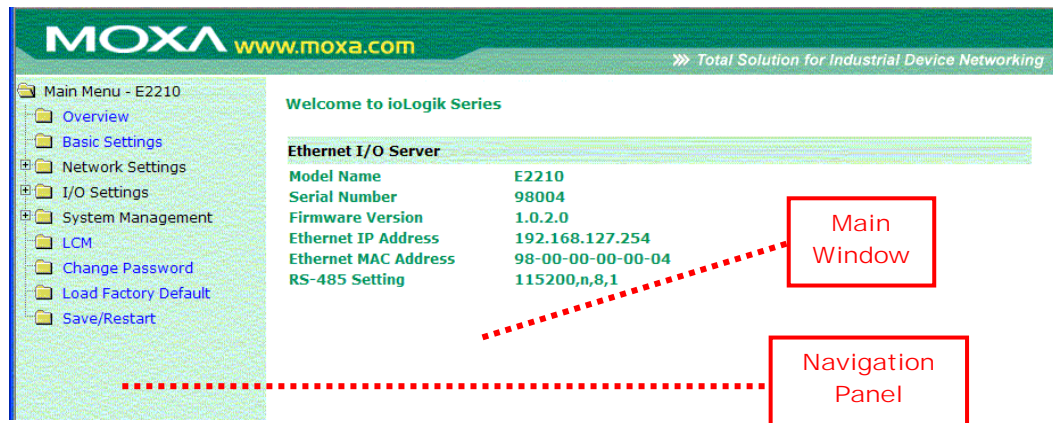 MOXA www.moxa.com
>>> Total Solution for Industrial Device Networking
Main Menu - E2210
Overview
Basic Settings
Network Settings
I/O Settings
System Management
LCM
Change Password
Load Factory Default
Save/Restart
Welcome to ioLogik Series
Ethernet I/O Server
Model Name E2210
Serial Number 98004
Firmware Version 1.0.2.0
Ethernet IP Address 192.168.127.254
Ethernet MAC Address 98-00-00-00-00-04
RS-485 Setting 115200,n,8,1
Main
Window
Navigation
Panel